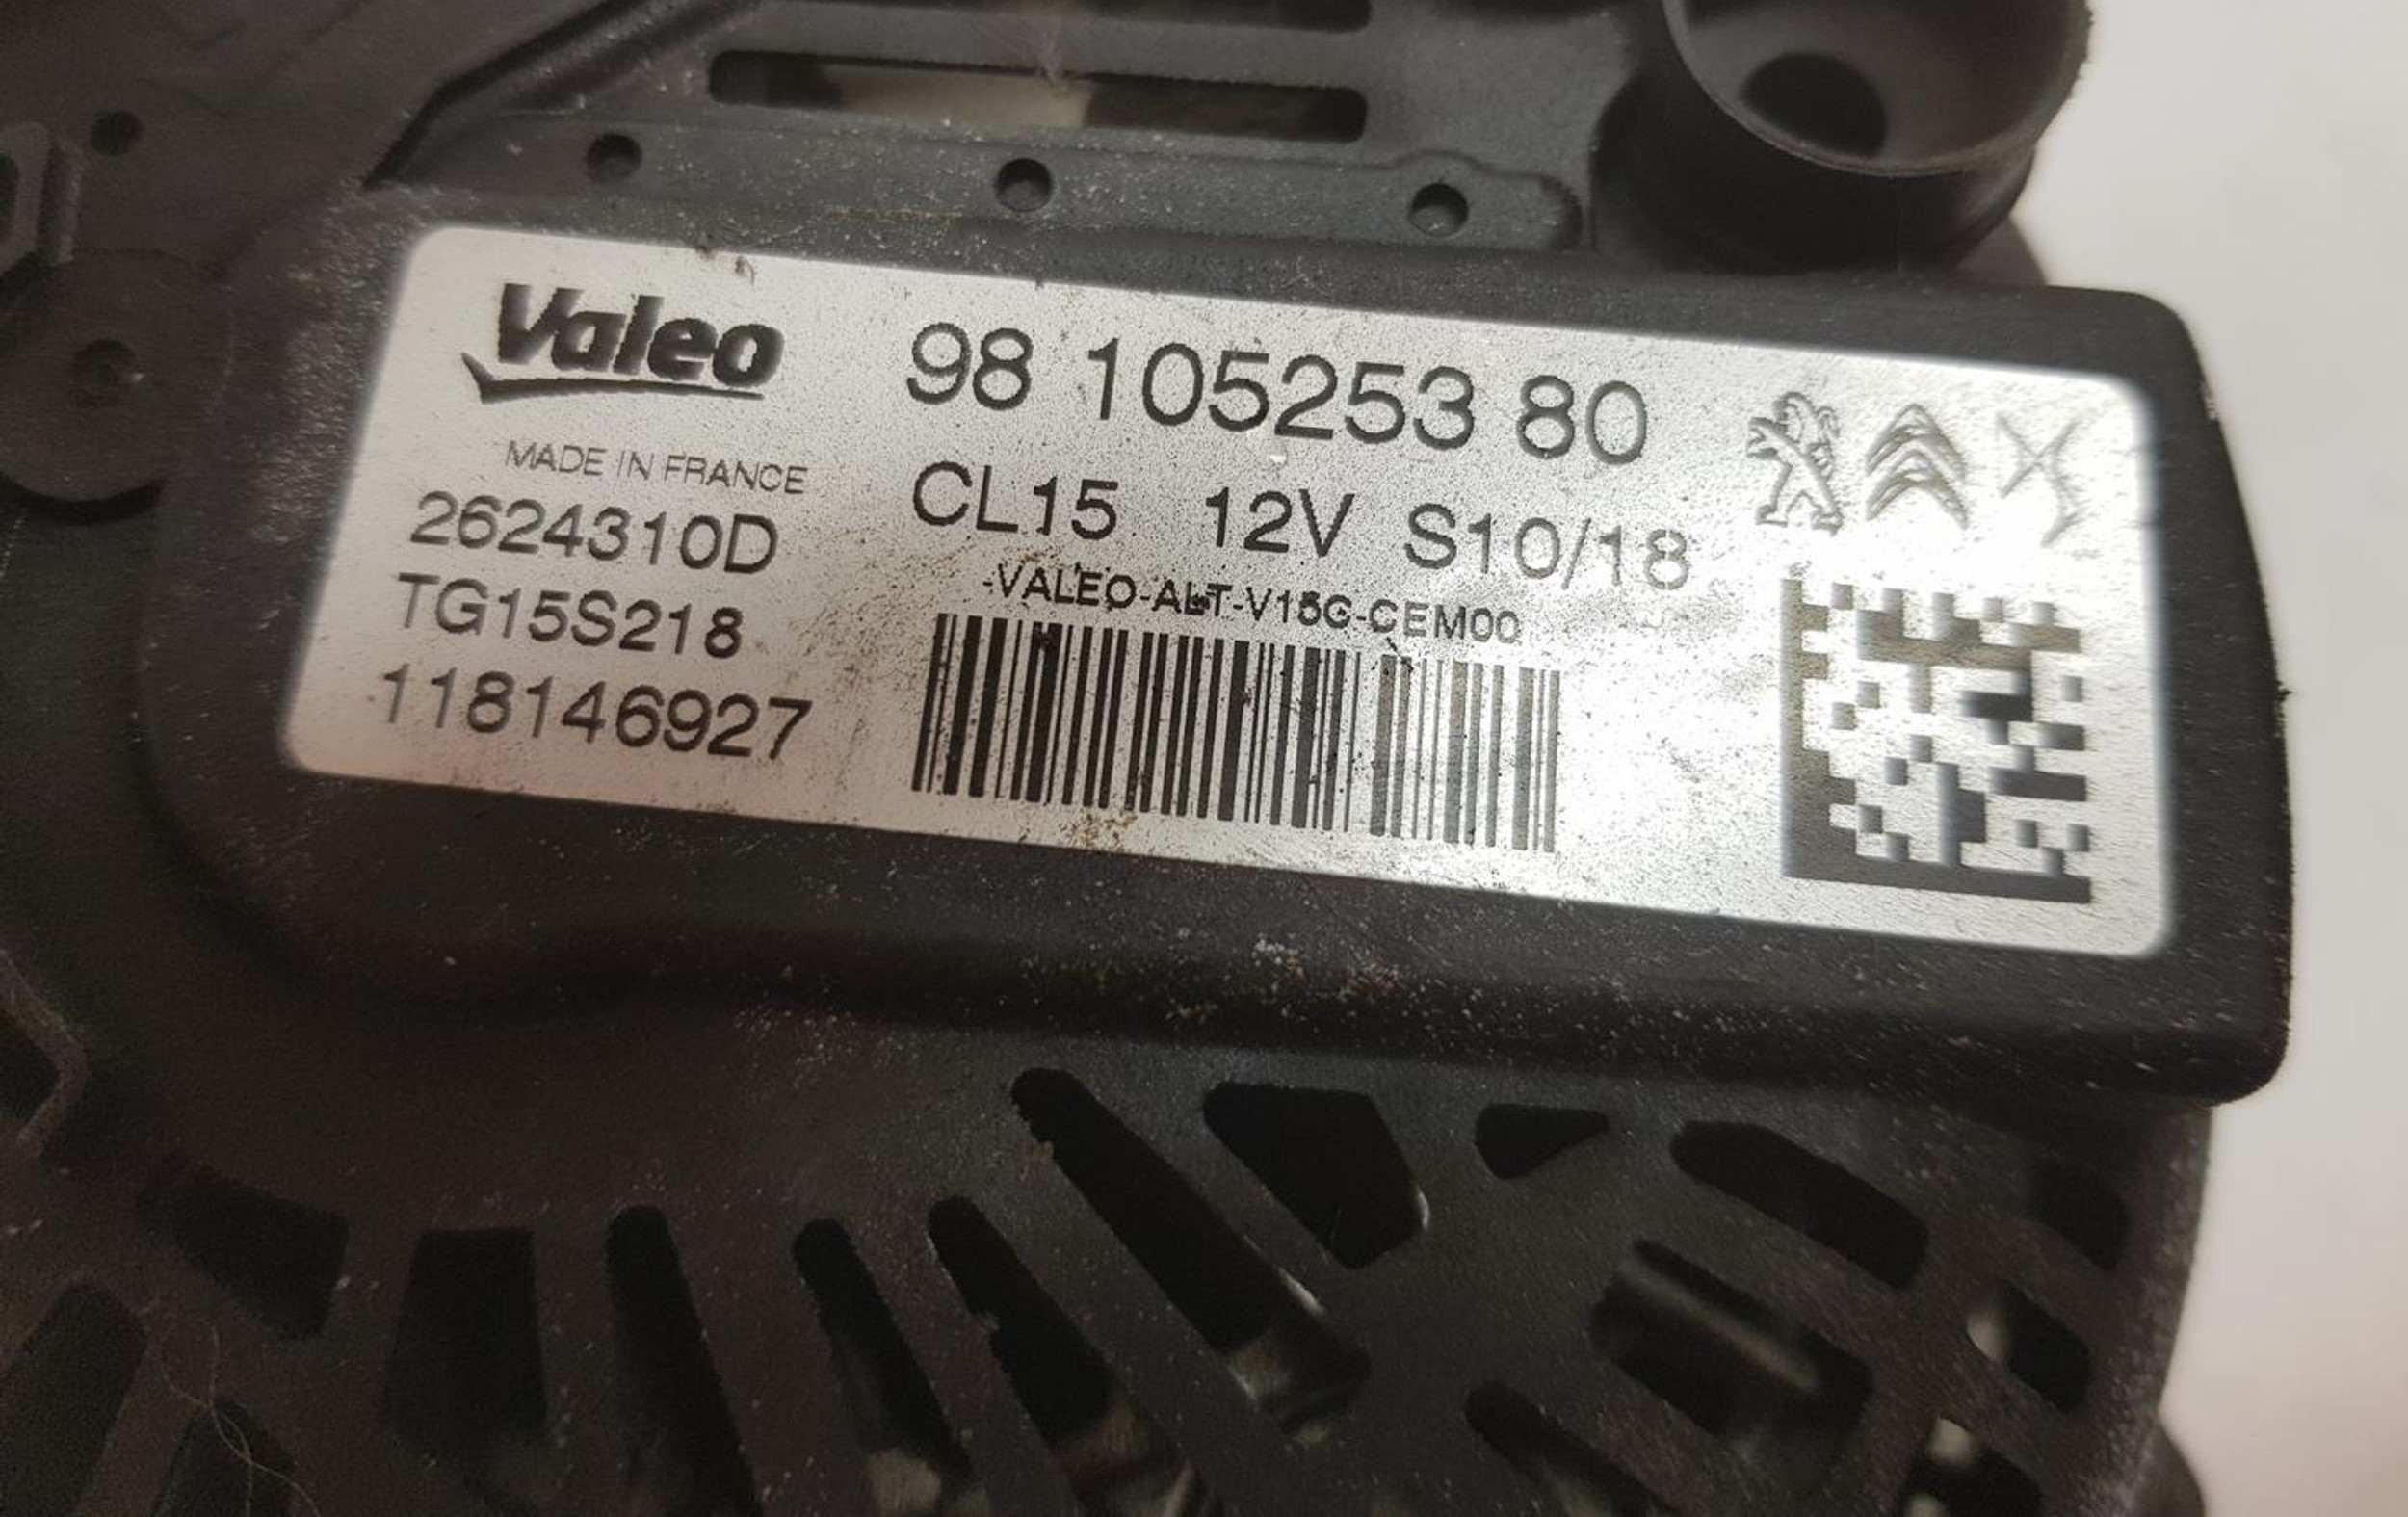 Valeo
MADE IN FRANCE
2624310D
TG15S218
118146927
98 105253 80
CL15 12V S10/18
-VALEO-ALT-V15G-CEM00